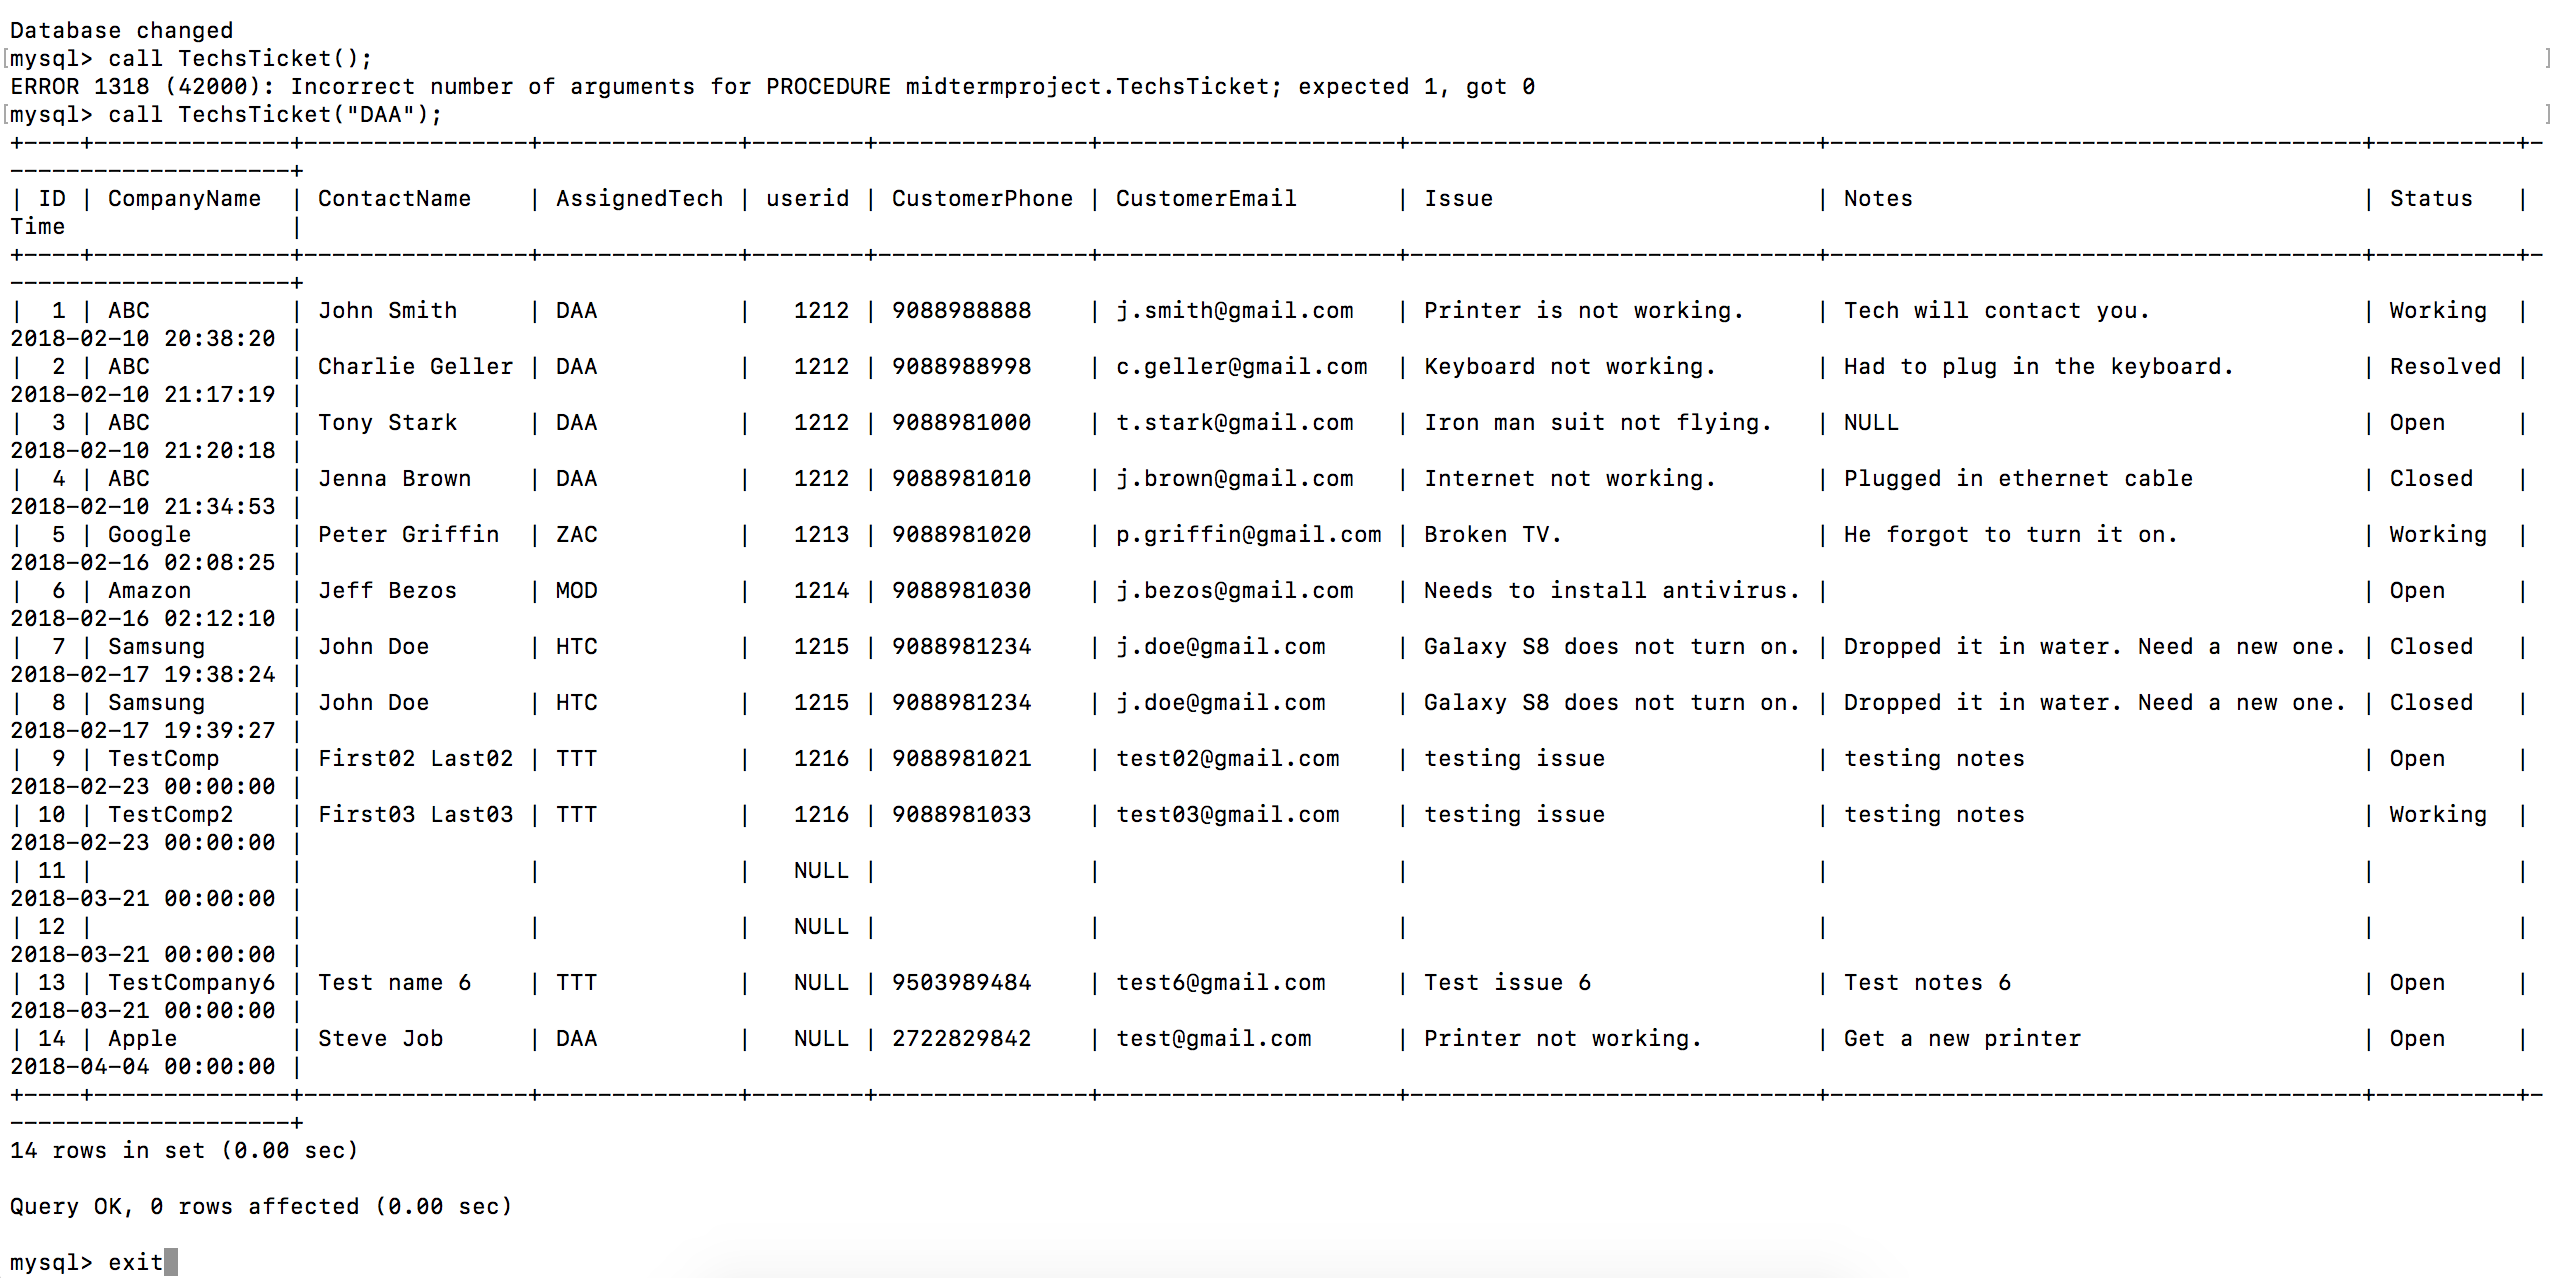 Database changed
[mysql> call TechsTicket(); ]
ERROR 1318 (42000): Incorrect number of arguments for PROCEDURE midtermproject.TechsTicket; expected 1, got 0
[mysql> call TechsTicket("DAA"); ]
+----+--------------+----------------+--------------+--------+---------------+---------------------+-----------------------------+--------------------------------------+----------+-
--------------------+
| ID | CompanyName  | ContactName    | AssignedTech | userid | CustomerPhone | CustomerEmail       | Issue                       | Notes                                | Status   |
Time                |
+----+--------------+----------------+--------------+--------+---------------+---------------------+-----------------------------+--------------------------------------+----------+-
--------------------+
|  1 | ABC          | John Smith     | DAA          |   1212 | 9088988888    | j.smith@gmail.com   | Printer is not working.     | Tech will contact you.               | Working  |
2018-02-10 20:38:20 |
|  2 | ABC          | Charlie Geller | DAA          |   1212 | 9088988998    | c.geller@gmail.com  | Keyboard not working.       | Had to plug in the keyboard.         | Resolved |
2018-02-10 21:17:19 |
|  3 | ABC          | Tony Stark     | DAA          |   1212 | 9088981000    | t.stark@gmail.com   | Iron man suit not flying.   | NULL                                 | Open     |
2018-02-10 21:20:18 |
|  4 | ABC          | Jenna Brown    | DAA          |   1212 | 9088981010    | j.brown@gmail.com   | Internet not working.       | Plugged in ethernet cable            | Closed   |
2018-02-10 21:34:53 |
|  5 | Google       | Peter Griffin  | ZAC          |   1213 | 9088981020    | p.griffin@gmail.com | Broken TV.                  | He forgot to turn it on.             | Working  |
2018-02-16 02:08:25 |
|  6 | Amazon       | Jeff Bezos     | MOD          |   1214 | 9088981030    | j.bezos@gmail.com   | Needs to install antivirus. |                                      | Open     |
2018-02-16 02:12:10 |
|  7 | Samsung      | John Doe       | HTC          |   1215 | 9088981234    | j.doe@gmail.com     | Galaxy S8 does not turn on. | Dropped it in water. Need a new one. | Closed   |
2018-02-17 19:38:24 |
|  8 | Samsung      | John Doe       | HTC          |   1215 | 9088981234    | j.doe@gmail.com     | Galaxy S8 does not turn on. | Dropped it in water. Need a new one. | Closed   |
2018-02-17 19:39:27 |
|  9 | TestComp     | First02 Last02 | TTT          |   1216 | 9088981021    | test02@gmail.com    | testing issue               | testing notes                        | Open     |
2018-02-23 00:00:00 |
| 10 | TestComp2    | First03 Last03 | TTT          |   1216 | 9088981033    | test03@gmail.com    | testing issue               | testing notes                        | Working  |
2018-02-23 00:00:00 |
| 11 |              |                |              |   NULL |               |                     |                             |                                      |          |
2018-03-21 00:00:00 |
| 12 |              |                |              |   NULL |               |                     |                             |                                      |          |
2018-03-21 00:00:00 |
| 13 | TestCompany6 | Test name 6    | TTT          |   NULL | 9503989484    | test6@gmail.com     | Test issue 6                | Test notes 6                         | Open     |
2018-03-21 00:00:00 |
| 14 | Apple        | Steve Job      | DAA          |   NULL | 2722829842    | test@gmail.com      | Printer not working.        | Get a new printer                    | Open     |
2018-04-04 00:00:00 |
+----+--------------+----------------+--------------+--------+---------------+---------------------+-----------------------------+--------------------------------------+----------+-
--------------------+
14 rows in set (0.00 sec)
Query OK, 0 rows affected (0.00 sec)
mysql> exit